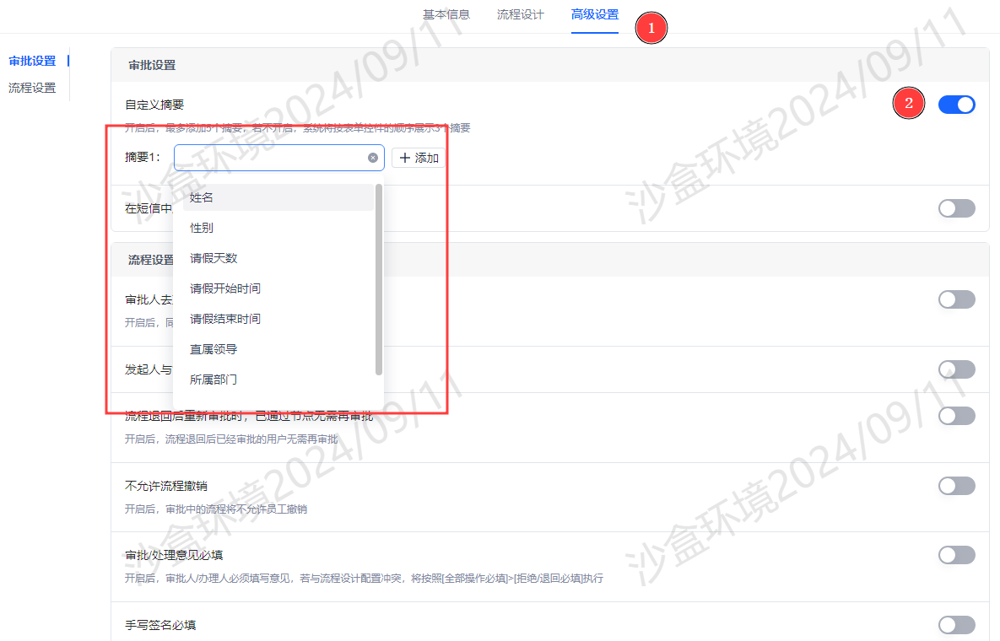 基本信息 流程设计 高级设置 1
审批设置
流程设置
审批设置
自定义摘要 2
开启后，最多添加5个摘要，若不开启，系统将按表单控件的顺序展示3个摘要
摘要1： 添加
在短信中
姓名
性别
请假天数
请假开始时间
请假结束时间
直属领导
所属部门
流程设置
审批人去
开启后，同
发起人与
流程退回后重新审批时，已通过节点无需再审批
开启后，流程退回后已经审批的用户无需再审批
不允许流程撤销
开启后，审批中的流程将不允许员工撤销
审批/处理意见必填
开启后，审批人/办理人必须填写意见，若与流程设计配置冲突，将按照[全部操作必填]>[拒绝/退回必填]执行
手写签名必填
沙盒环境2024/09/11
沙盒环境2024/09/11
沙盒环境2024/09/11
沙盒环境2024/09/11